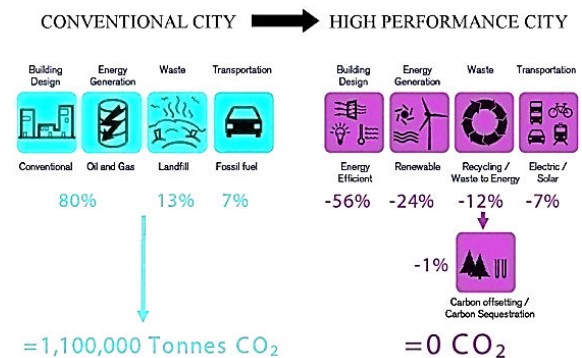 CONVENTIONAL CITY
HIGH PERFORMANCE CITY
Building Design
Energy Generation
Waste
Transportation
Conventional
Oil and Gas
Landfill
Fossil fuel
80%
13%
7%
=1,100,000 Tonnes CO₂
Building Design
Energy Generation
Waste
Transportation
Energy Efficient
Renewable
Recycling / Waste to Energy
Electric / Solar
-56%
-24%
-12%
-7%
-1%
Carbon offsetting /
Carbon Sequestration
=0 CO₂